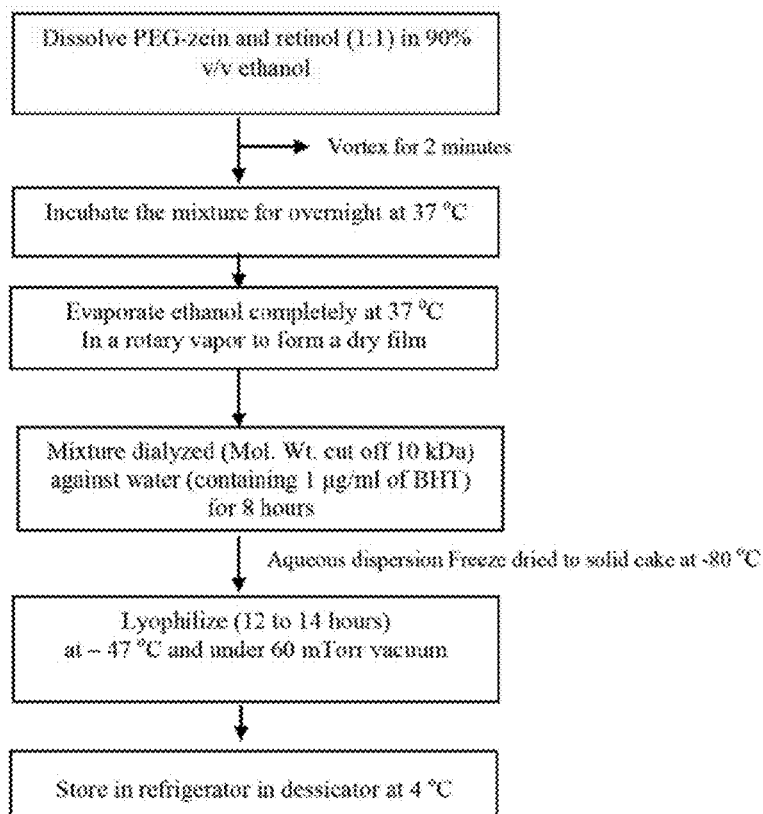 Dissolve PEG-zein and retinol (1:1) in 90%
v/v ethanol
Vortex for 2 minutes
Incubate the mixture for overnight at 37 °C
Evaporate ethanol completely at 37 °C
In a rotary vapor to form a dry film
Mixture dialyzed (Mol. Wt. cut off 10 kDa)
against water (containing 1 µg/ml of BHT)
for 8 hours
Aqueous dispersion Freeze dried to solid cake at -80 °C
Lyophilize (12 to 14 hours)
at – 47 °C and under 60 mTorr vacuum
Store in refrigerator in dessicator at 4 °C